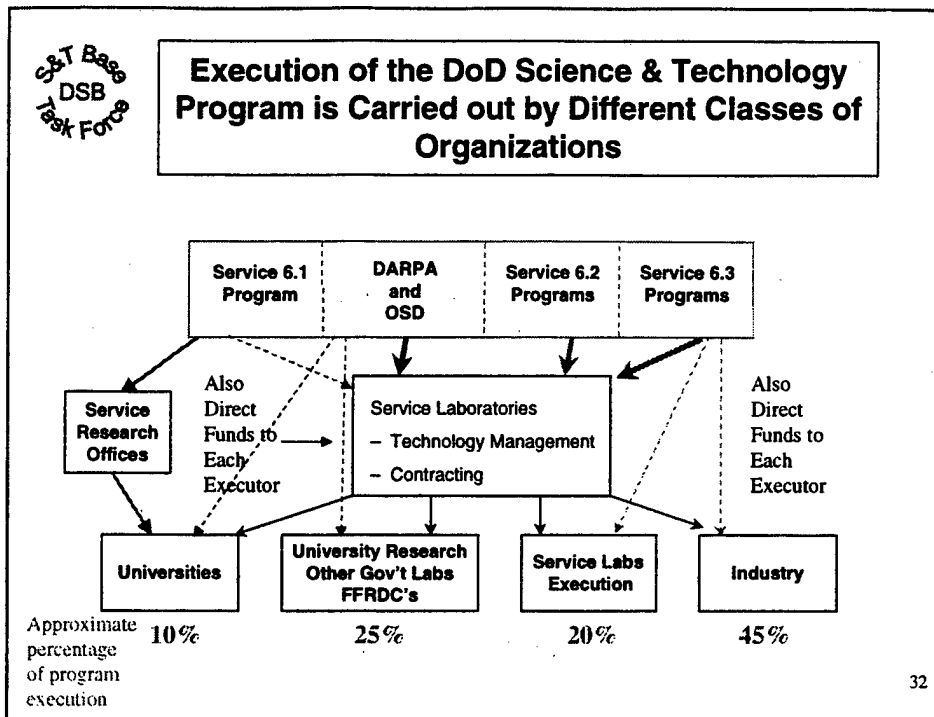 S&T Base
DSB
Task Force
Execution of the DoD Science & Technology
Program is Carried out by Different Classes of
Organizations
Service 6.1
Program
DARPA
and
OSD
Service 6.2
Programs
Service 6.3
Programs
Service
Research
Offices
Also
Direct
Funds to
Each
Executor
Service Laboratories
– Technology Management
– Contracting
Also
Direct
Funds to
Each
Executor
Universities
University Research
Other Gov't Labs
FFRDC's
Service Labs
Execution
Industry
Approximate
percentage
of program
execution
10%
25%
20%
45%
32